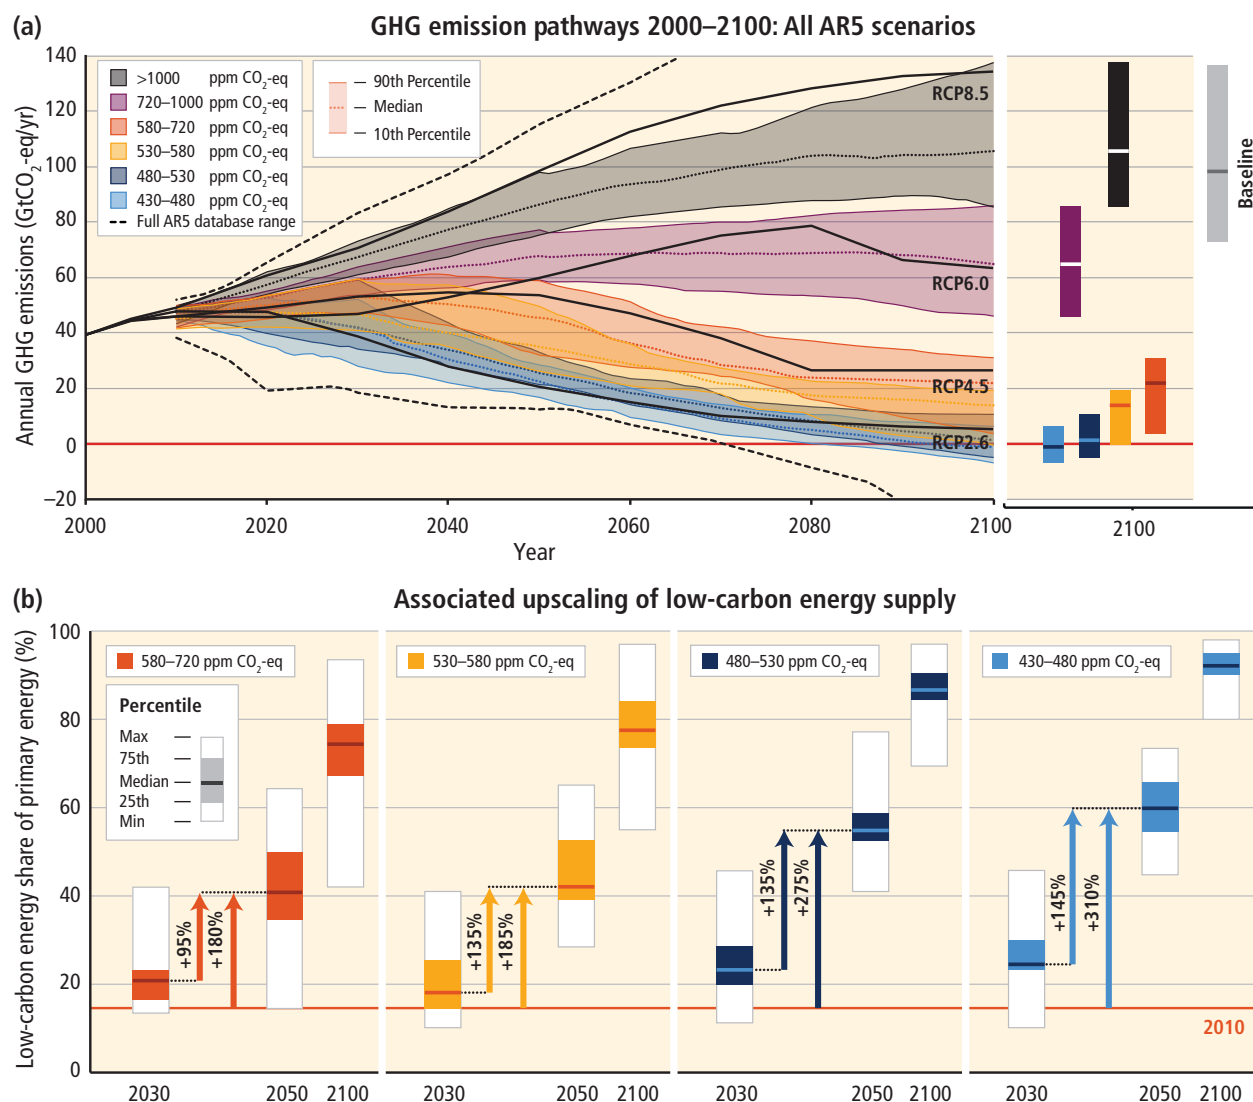 (a)
GHG emission pathways 2000–2100: All AR5 scenarios
Annual GHG emissions (GtCO2-eq/yr)
140
120
100
80
60
40
20
0
–20
>1000 ppm CO2-eq
720–1000 ppm CO2-eq
580–720 ppm CO2-eq
530–580 ppm CO2-eq
480–530 ppm CO2-eq
430–480 ppm CO2-eq
Full AR5 database range
90th Percentile
Median
10th Percentile
RCP8.5
RCP6.0
RCP4.5
RCP2.6
Baseline
2000 2020 2040 2060 2080 2100 2100
Year
(b)
Associated upscaling of low-carbon energy supply
Low-carbon energy share of primary energy (%)
100
80
60
40
20
0
580–720 ppm CO2-eq
530–580 ppm CO2-eq
480–530 ppm CO2-eq
430–480 ppm CO2-eq
Percentile
Max
75th
Median
25th
Min
+95%
+180%
+135%
+185%
+135%
+275%
+145%
+310%
2010
2030 2050 2100 2030 2050 2100 2030 2050 2100 2030 2050 2100